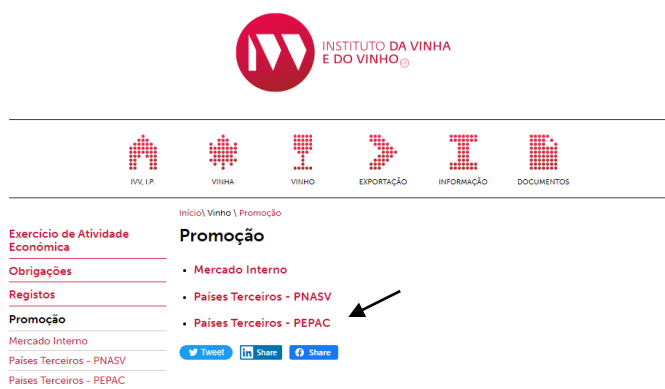 INSTITUTO DA VINHA
E DO VINHO IP
IVV, I.P.
VINHA
VINHO
EXPORTAÇÃO
INFORMAÇÃO
DOCUMENTOS
Início\ Vinho \ Promoção
Exercício de Atividade
Económica
Obrigações
Registos
Promoção
Mercado Interno
Países Terceiros - PNASV
Países Terceiros - PEPAC
Promoção
• Mercado Interno
• Países Terceiros - PNASV
• Países Terceiros - PEPAC
Tweet
in Share
Share